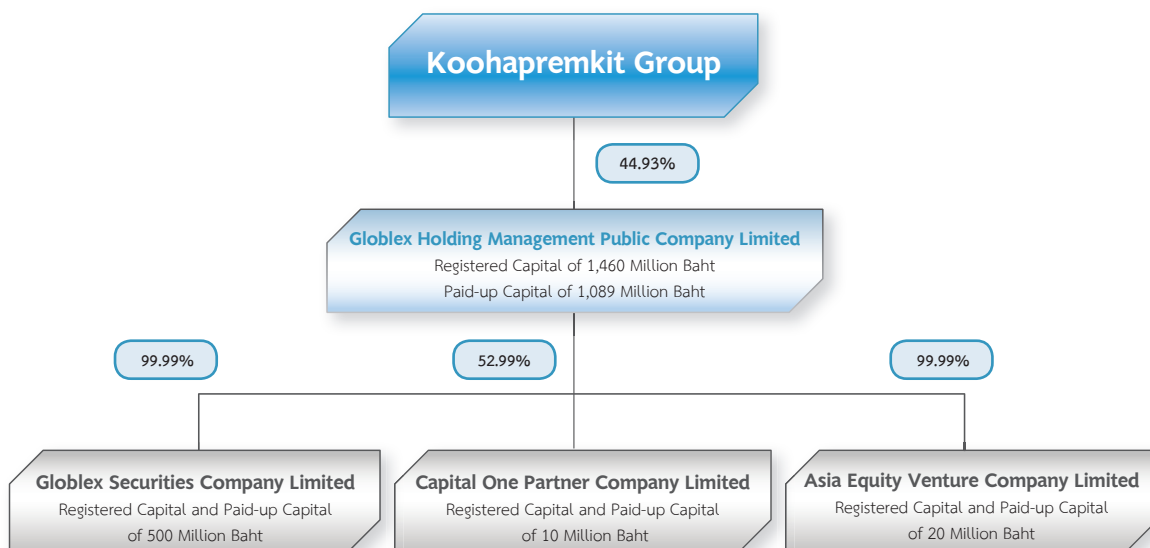 Koohapremkit Group
44.93%
Globlex Holding Management Public Company Limited
Registered Capital of 1,460 Million Baht
Paid-up Capital of 1,089 Million Baht
99.99%
52.99%
99.99%
Globlex Securities Company Limited
Registered Capital and Paid-up Capital
of 500 Million Baht
Capital One Partner Company Limited
Registered Capital and Paid-up Capital
of 10 Million Baht
Asia Equity Venture Company Limited
Registered Capital and Paid-up Capital
of 20 Million Baht